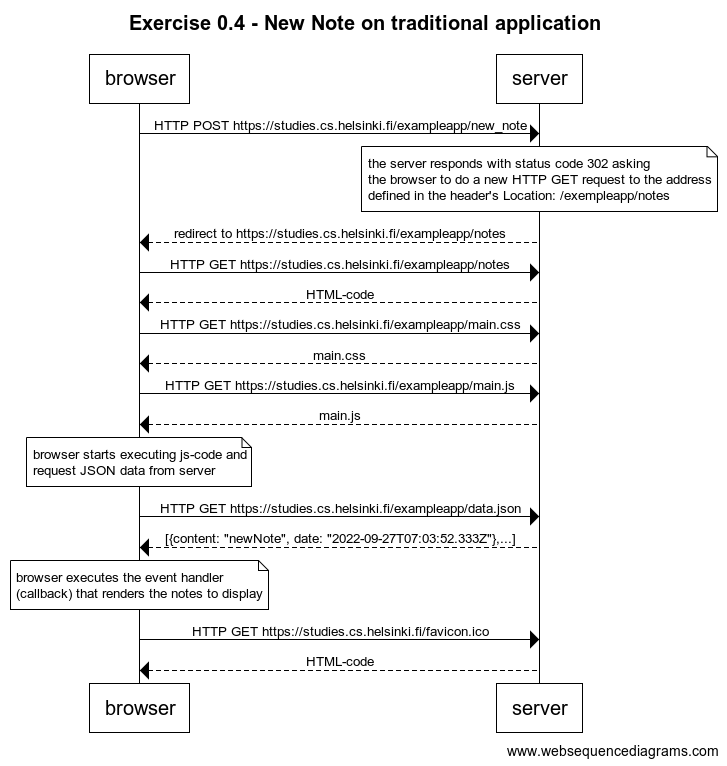 Exercise 0.4 - New Note on traditional application
browser
server
HTTP POST https://studies.cs.helsinki.fi/exampleapp/new_note
the server responds with status code 302 asking
the browser to do a new HTTP GET request to the address
defined in the header's Location: /exempleapp/notes
redirect to https://studies.cs.helsinki.fi/exampleapp/notes
HTTP GET https://studies.cs.helsinki.fi/exampleapp/notes
HTML-code
HTTP GET https://studies.cs.helsinki.fi/exampleapp/main.css
main.css
HTTP GET https://studies.cs.helsinki.fi/exampleapp/main.js
main.js
browser starts executing js-code and
request JSON data from server
HTTP GET https://studies.cs.helsinki.fi/exampleapp/data.json
[{content: "newNote", date: "2022-09-27T07:03:52.333Z"},...]
browser executes the event handler
(callback) that renders the notes to display
HTTP GET https://studies.cs.helsinki.fi/favicon.ico
HTML-code
browser
server
www.websequencediagrams.com